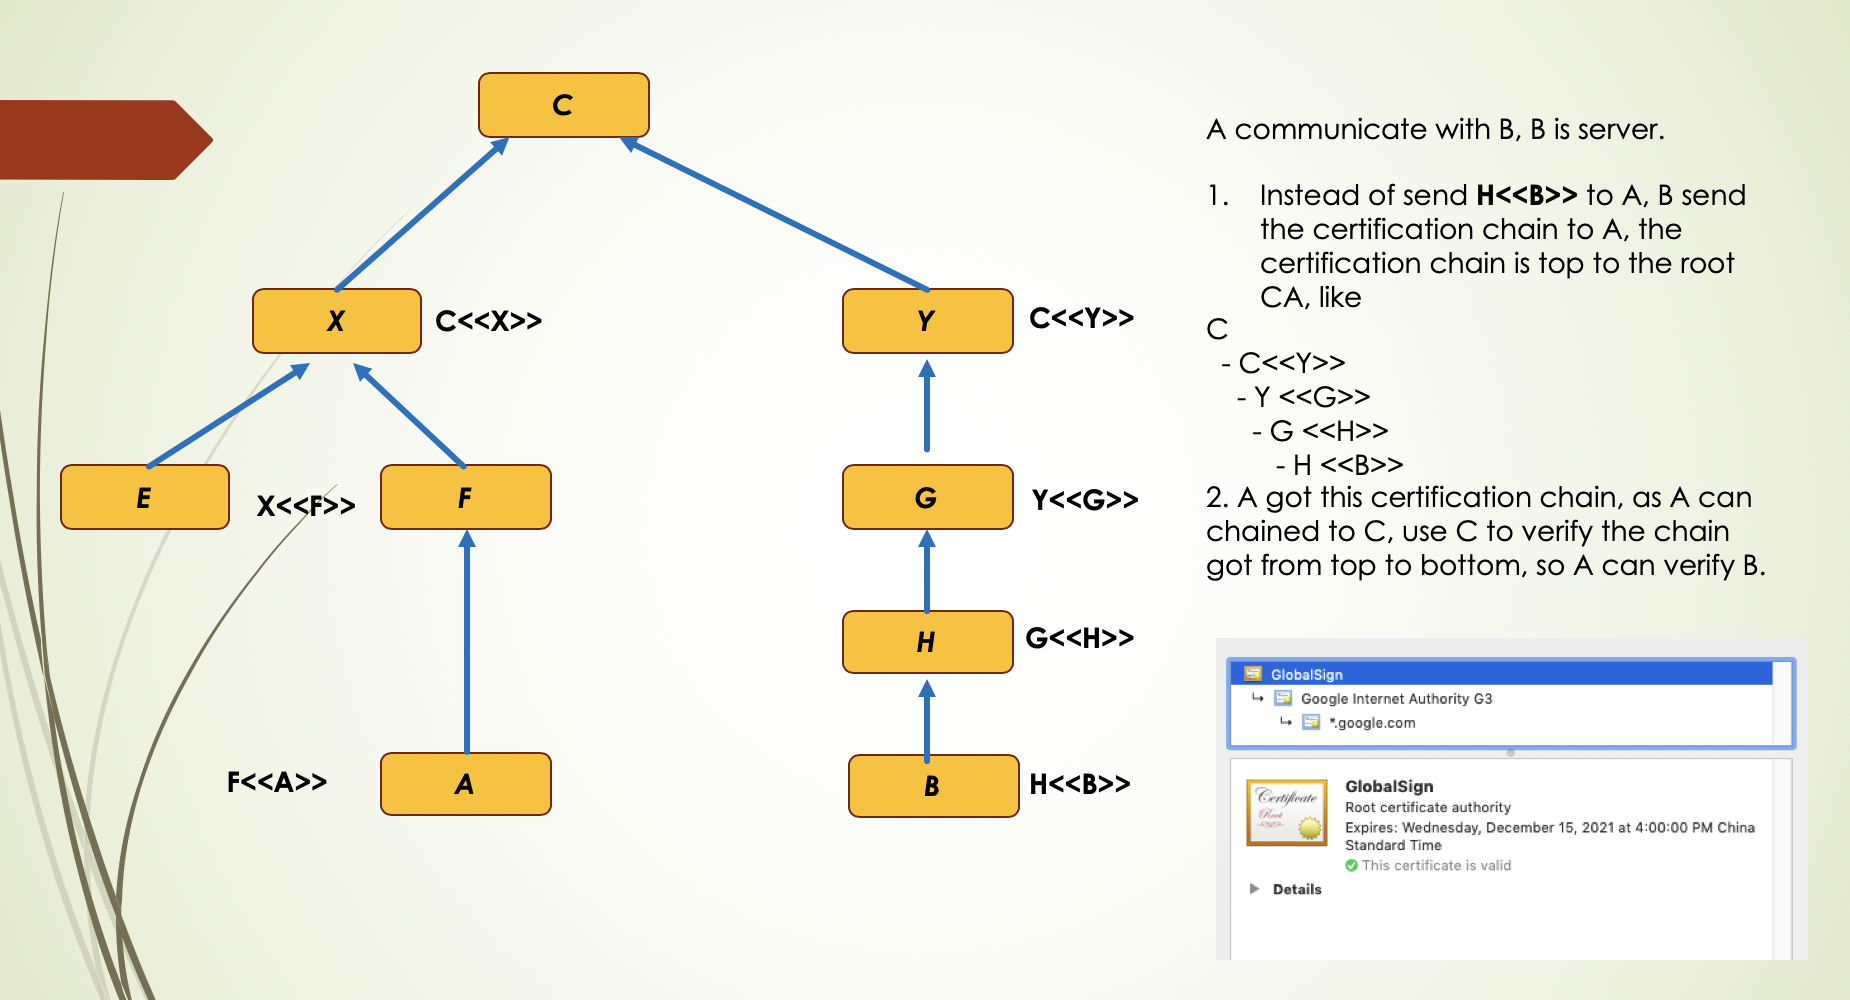 C
X
C<<X>>
Y
C<<Y>>
E
X<<F>>
F
G
Y<<G>>
H
G<<H>>
F<<A>>
A
B
H<<B>>
A communicate with B, B is server.
1. Instead of send H<<B>> to A, B send
the certification chain to A, the
certification chain is top to the root
CA, like
C
- C<<Y>>
- Y <<G>>
- G <<H>>
- H <<B>>
2. A got this certification chain, as A can
chained to C, use C to verify the chain
got from top to bottom, so A can verify B.
GlobalSign
Google Internet Authority G3
*.google.com
Certificate
Root
GlobalSign
Root certificate authority
Expires: Wednesday, December 15, 2021 at 4:00:00 PM China
Standard Time
This certificate is valid
Details